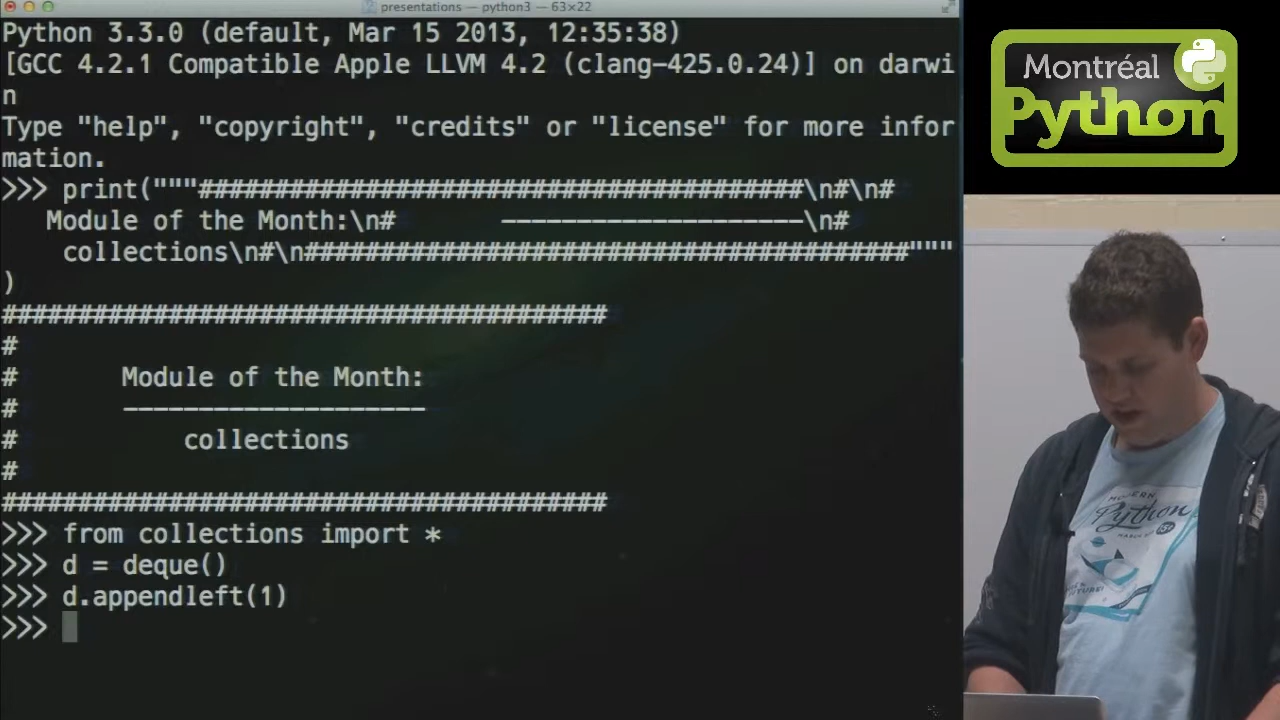 presentations — python3 — 63×22
Python 3.3.0 (default, Mar 15 2013, 12:35:38)
[GCC 4.2.1 Compatible Apple LLVM 4.2 (clang-425.0.24)] on darwi
n
Type "help", "copyright", "credits" or "license" for more infor
mation.
>>> print("""########################################\n#\n#
   Module of the Month:\n#       --------------------\n#
    collections\n#\n########################################"""
)
########################################
#
#       Module of the Month:
#       --------------------
#           collections
#
########################################
>>> from collections import *
>>> d = deque()
>>> d.appendleft(1)
>>>
Montréal
Python
MODERN
Python